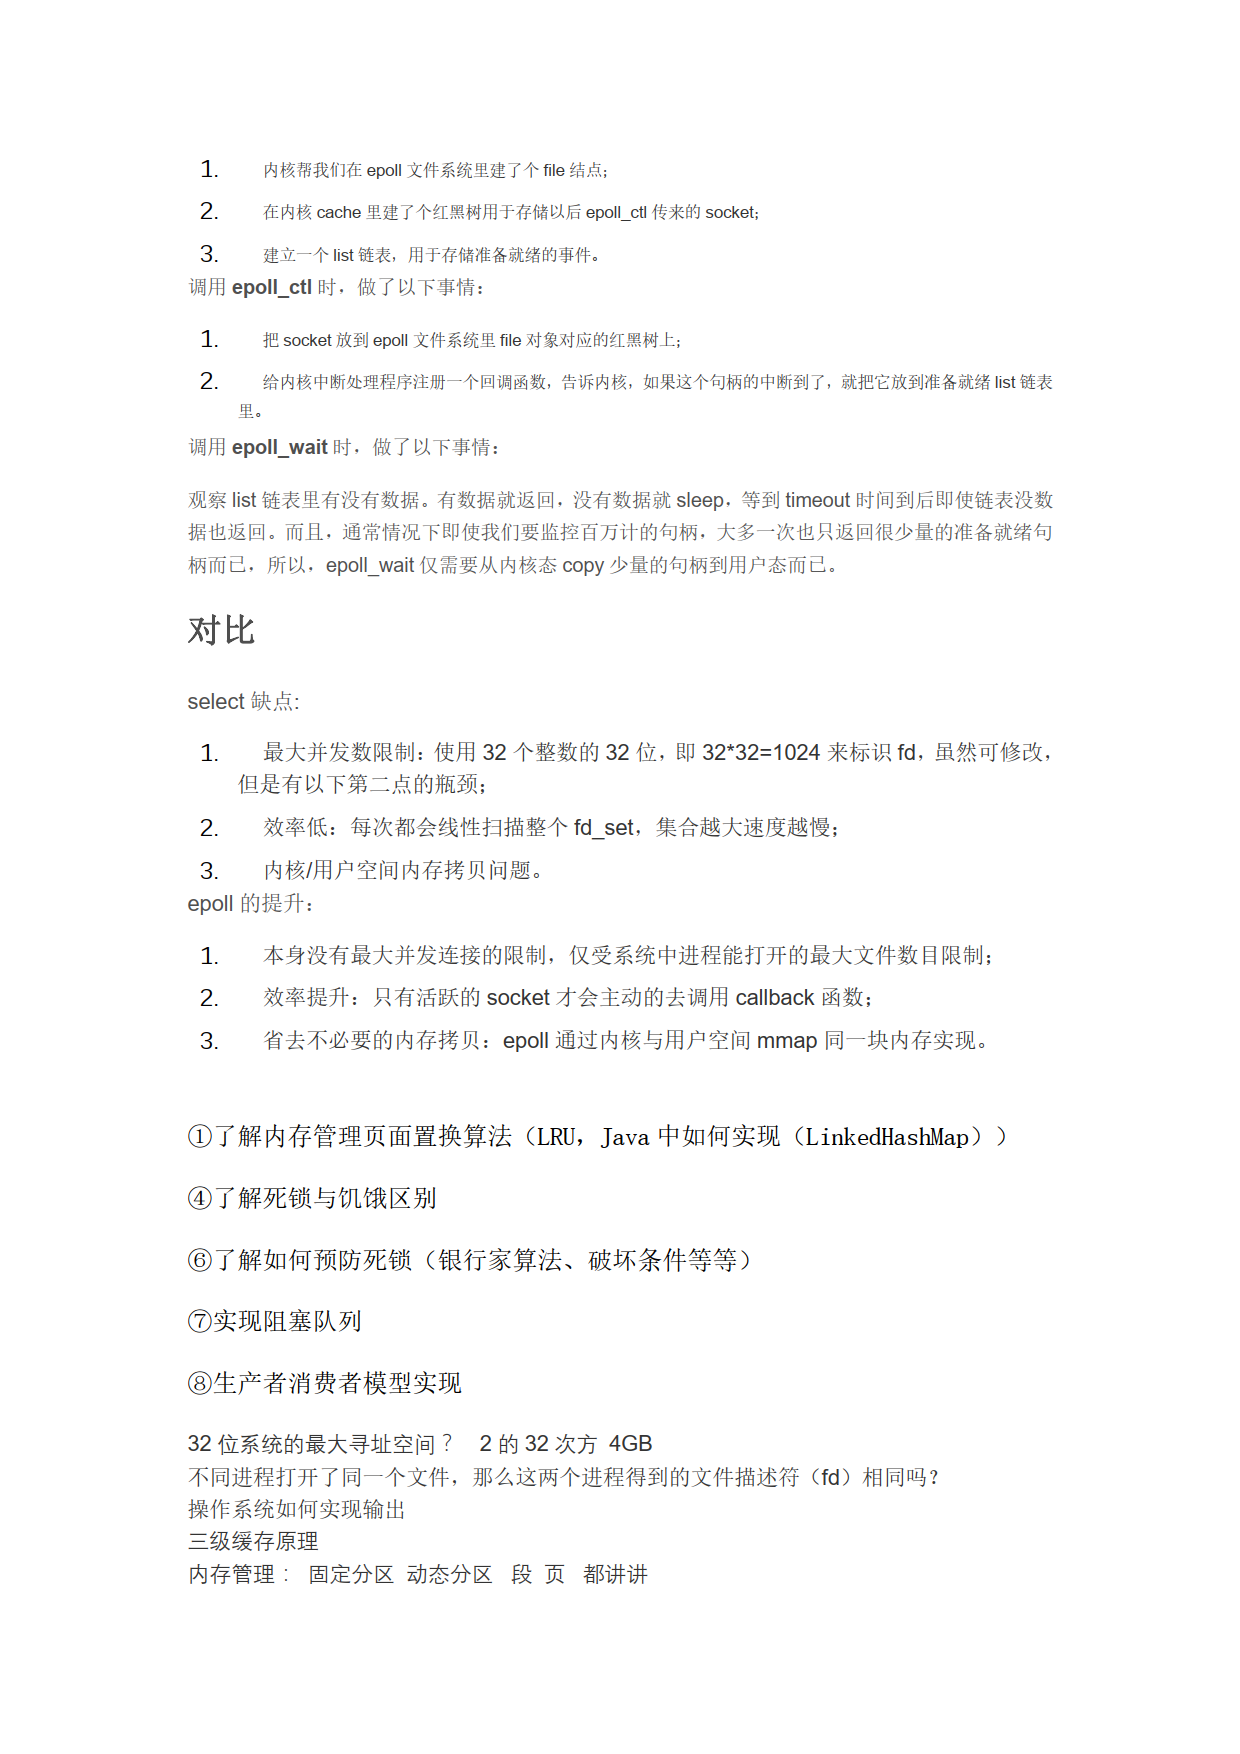 1. 内核帮我们在 epoll 文件系统里建了个 file 结点；
2. 在内核 cache 里建了个红黑树用于存储以后 epoll_ctl 传来的 socket；
3. 建立一个 list 链表，用于存储准备就绪的事件。
调用 epoll_ctl 时，做了以下事情：
1. 把 socket 放到 epoll 文件系统里 file 对象对应的红黑树上；
2. 给内核中断处理程序注册一个回调函数，告诉内核，如果这个句柄的中断到了，就把它放到准备就绪 list 链表
里。
调用 epoll_wait 时，做了以下事情：
观察 list 链表里有没有数据。有数据就返回，没有数据就 sleep，等到 timeout 时间到后即使链表没数
据也返回。而且，通常情况下即使我们要监控百万计的句柄，大多一次也只返回很少量的准备就绪句
柄而已，所以，epoll_wait 仅需要从内核态 copy 少量的句柄到用户态而已。
对比
select 缺点:
1. 最大并发数限制：使用 32 个整数的 32 位，即 32*32=1024 来标识 fd，虽然可修改，
但是有以下第二点的瓶颈；
2. 效率低：每次都会线性扫描整个 fd_set，集合越大速度越慢；
3. 内核/用户空间内存拷贝问题。
epoll 的提升：
1. 本身没有最大并发连接的限制，仅受系统中进程能打开的最大文件数目限制；
2. 效率提升：只有活跃的 socket 才会主动的去调用 callback 函数；
3. 省去不必要的内存拷贝：epoll 通过内核与用户空间 mmap 同一块内存实现。
①了解内存管理页面置换算法（LRU，Java 中如何实现（LinkedHashMap））
④了解死锁与饥饿区别
⑥了解如何预防死锁（银行家算法、破坏条件等等）
⑦实现阻塞队列
⑧生产者消费者模型实现
32 位系统的最大寻址空间？ 2 的 32 次方 4GB
不同进程打开了同一个文件，那么这两个进程得到的文件描述符（fd）相同吗？
操作系统如何实现输出
三级缓存原理
内存管理： 固定分区 动态分区 段 页 都讲讲